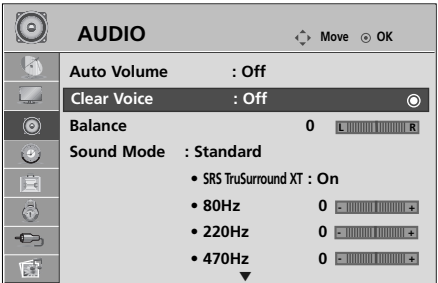 AUDIO Move OK
Auto Volume : Off
Clear Voice : Off
Balance 0 L R
Sound Mode : Standard
• SRS TruSurround XT : On
• 80Hz 0 - +
• 220Hz 0 - +
• 470Hz 0 - +